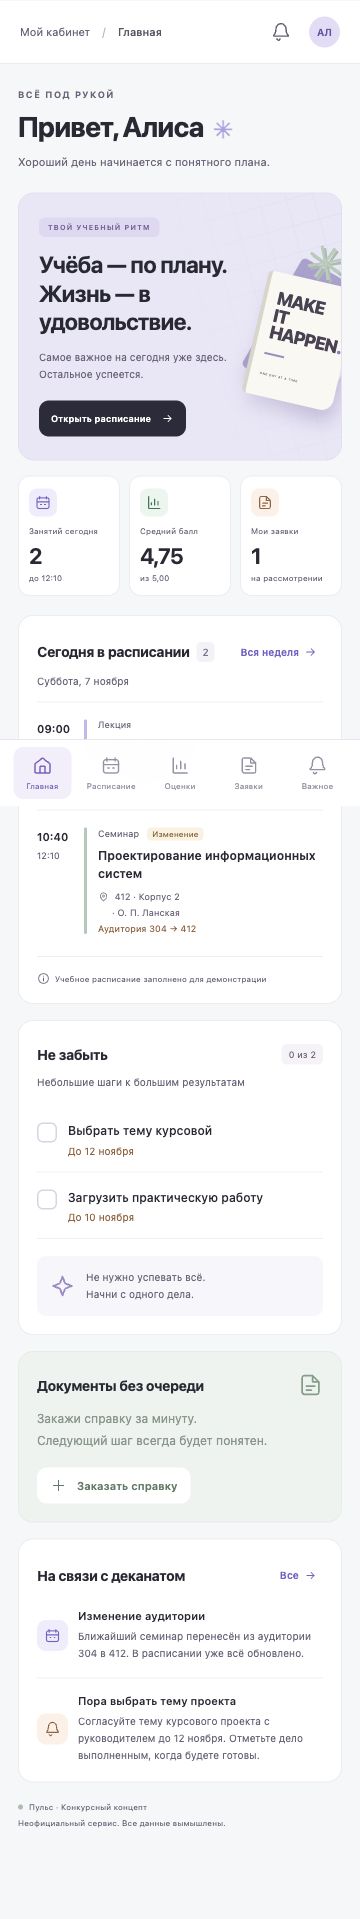 Мой кабинет / Главная
АЛ
ВСЁ ПОД РУКОЙ
Привет, Алиса
Хороший день начинается с понятного плана.
ТВОЙ УЧЕБНЫЙ РИТМ
Учёба — по плану.
Жизнь — в
удовольствие.
Самое важное на сегодня уже здесь.
Остальное успеется.
Открыть расписание →
MAKE
IT
HAPPEN.
ONE DAY AT A TIME
Занятий сегодня
2
до 12:10
Средний балл
4,75
из 5,00
Мои заявки
1
на рассмотрении
Сегодня в расписании 2
Вся неделя →
Суббота, 7 ноября
09:00
Лекция
Главная
Расписание
Оценки
Заявки
Важное
10:40
12:10
Семинар
Изменение
Проектирование информационных
систем
412 · Корпус 2
· О. П. Ланская
Аудитория 304 → 412
Учебное расписание заполнено для демонстрации
Не забыть
0 из 2
Небольшие шаги к большим результатам
Выбрать тему курсовой
До 12 ноября
Загрузить практическую работу
До 10 ноября
Не нужно успевать всё.
Начни с одного дела.
Документы без очереди
Закажи справку за минуту.
Следующий шаг всегда будет понятен.
+ Заказать справку
На связи с деканатом
Все →
Изменение аудитории
Ближайший семинар перенесён из аудитории
304 в 412. В расписании уже всё обновлено.
Пора выбрать тему проекта
Согласуйте тему курсового проекта с
руководителем до 12 ноября. Отметьте дело
выполненным, когда будете готовы.
Пульс · Конкурсный концепт
Неофициальный сервис. Все данные вымышлены.